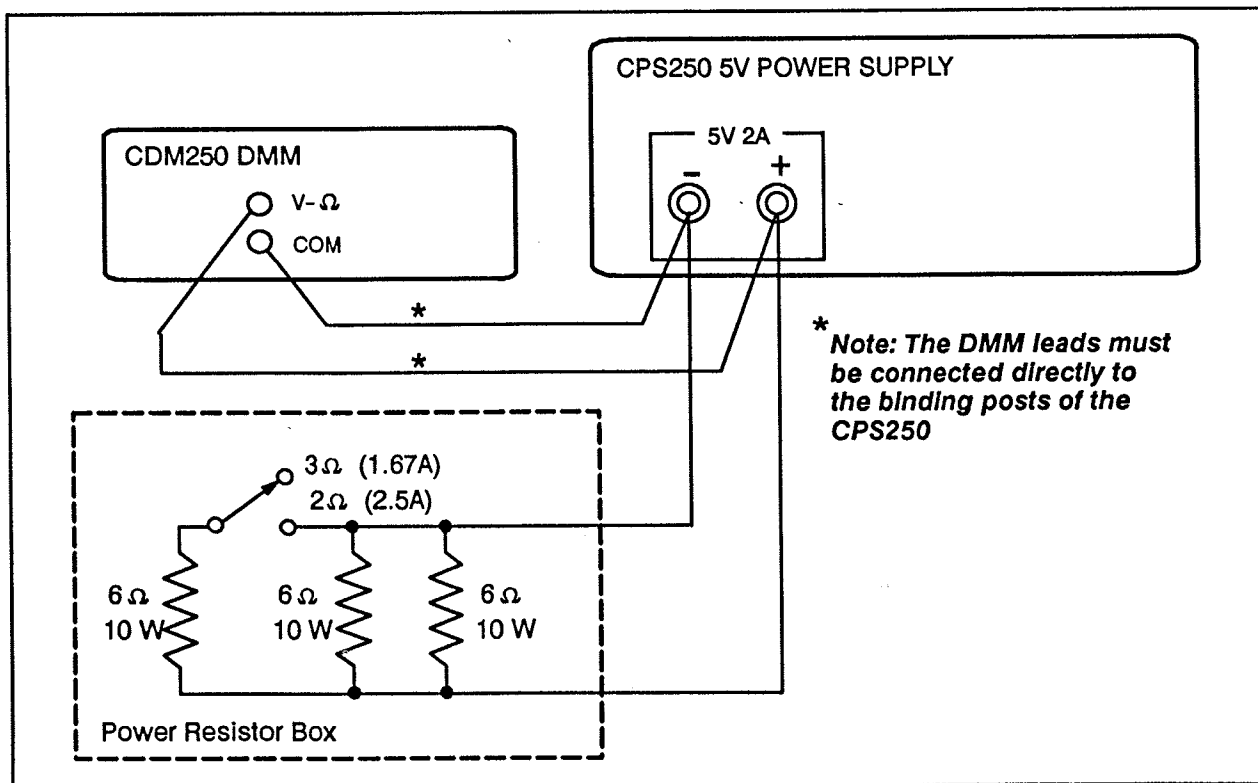 CPS250 5V POWER SUPPLY
5V 2A
-
+
CDM250 DMM
V-Ω
COM
*
*
*Note: The DMM leads must
be connected directly to
the binding posts of the
CPS250
3Ω (1.67A)
2Ω (2.5A)
6Ω
10 W
6Ω
10 W
6Ω
10 W
Power Resistor Box